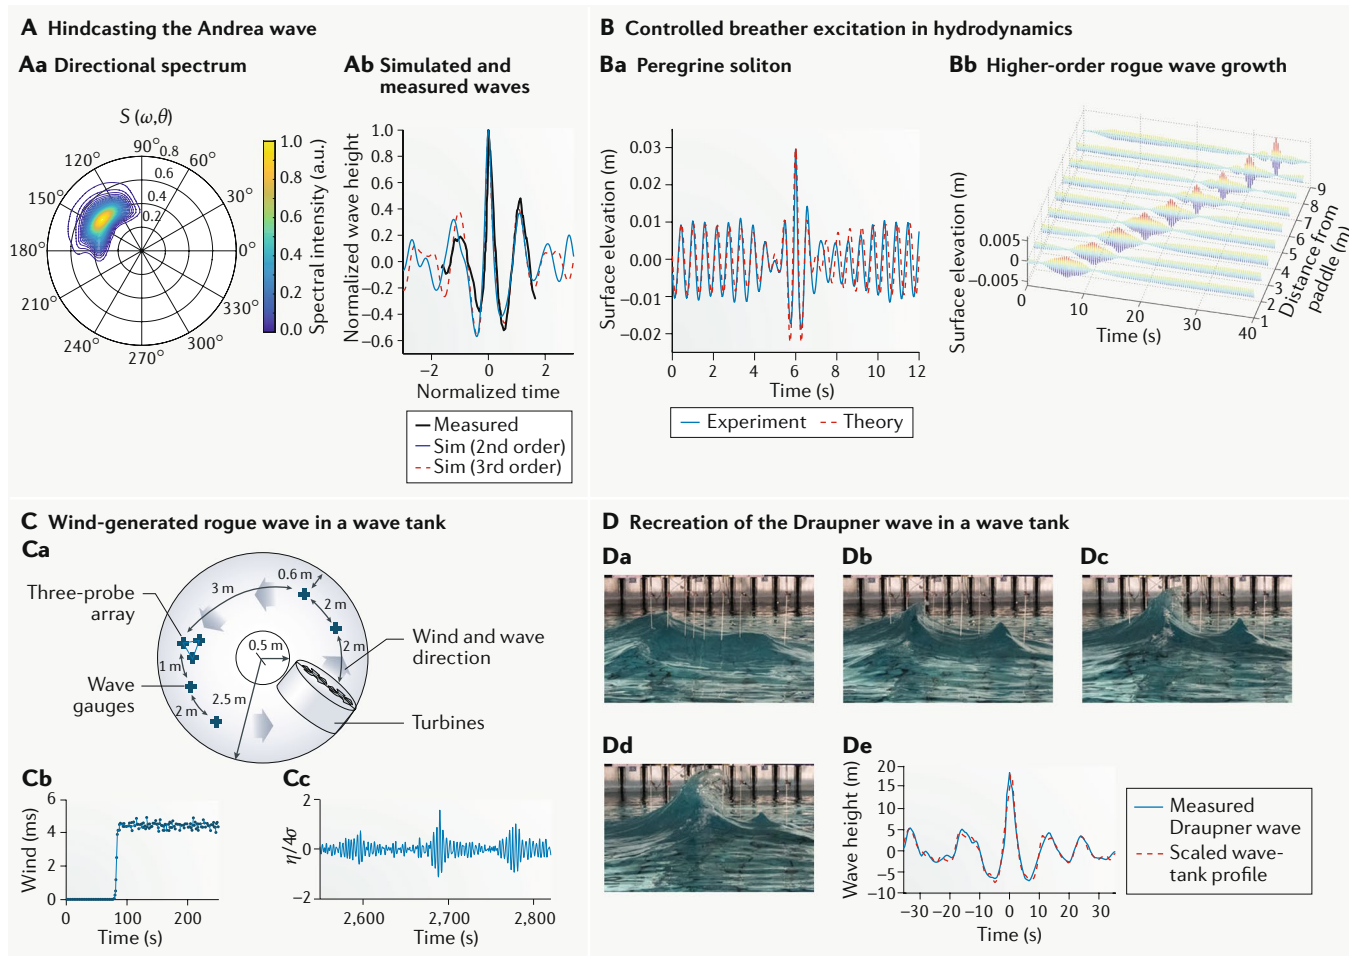 A Hindcasting the Andrea wave
Aa Directional spectrum
S (ω,θ)
90°
60°
30°
0°
330°
300°
270°
240°
210°
180°
150°
120°
0.8
0.6
0.4
0.2
1.0
0.8
0.6
0.4
0.2
0.0
Spectral intensity (a.u.)
Ab Simulated and
measured waves
Normalized wave height
1.0
0.8
0.6
0.4
0.2
0.0
−0.2
−0.4
−0.6
−2 0 2
Normalized time
Measured
Sim (2nd order)
Sim (3rd order)
B Controlled breather excitation in hydrodynamics
Ba Peregrine soliton
Surface elevation (m)
0.03
0.02
0.010
0.00
−0.01
−0.02
0 2 4 6 8 10 12
Time (s)
Experiment Theory
Bb Higher-order rogue wave growth
Surface elevation (m)
0.005
0
−0.005
0 10 20 30 40
Time (s)
1
2
3
4
5
6
7
8
9
Distance from
paddle (m)
C Wind-generated rogue wave in a wave tank
Ca
Three-probe
array
Wave
gauges
3 m
0.6 m
2 m
2 m
0.5 m
1 m
2.5 m
2 m
Wind and wave
direction
Turbines
Cb
Wind (ms)
6
4
2
0
0 100 200
Time (s)
Cc
η/4σ
2
0
−2
2,600 2,700 2,800
Time (s)
D Recreation of the Draupner wave in a wave tank
Da
Db
Dc
Dd
De
Wave height (m)
20
15
10
5
0
−5
−10
−30 −20 −10 0 10 20 30
Time (s)
Measured
Draupner wave
Scaled wave-
tank profile